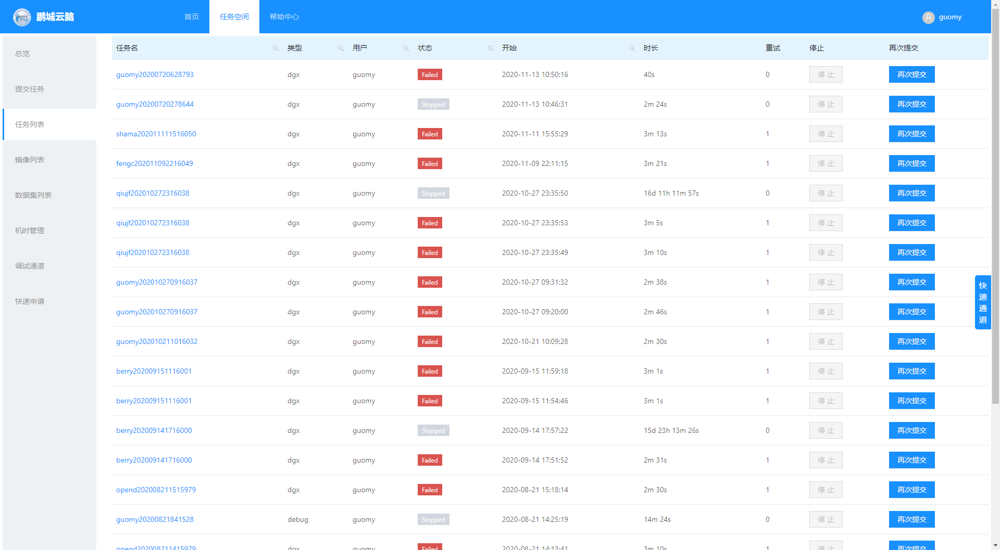 鹏城云脑 首页 任务空间 帮助中心 guomy
总览
提交任务
任务列表
镜像列表
数据集列表
机时管理
调试通道
快速申请
任务名 类型 用户 状态 开始 时长 重试 停止 再次提交
guomy20200720628793 dgx guomy Failed 2020-11-13 10:50:16 40s 0 停 止 再次提交
guomy20200720278644 dgx guomy Stopped 2020-11-13 10:46:31 2m 24s 0 停 止 再次提交
shama202011111516050 dgx guomy Failed 2020-11-11 15:55:29 3m 13s 1 停 止 再次提交
fengc202011092216049 dgx guomy Failed 2020-11-09 22:11:15 3m 21s 1 停 止 再次提交
qiujf202010272316038 dgx guomy Stopped 2020-10-27 23:35:50 16d 11h 11m 57s 0 停 止 再次提交
qiujf202010272316038 dgx guomy Failed 2020-10-27 23:35:53 3m 5s 1 停 止 再次提交
qiujf202010272316038 dgx guomy Failed 2020-10-27 23:35:49 3m 10s 1 停 止 再次提交
guomy202010270916037 dgx guomy Failed 2020-10-27 09:31:32 2m 38s 1 停 止 再次提交
guomy202010270916037 dgx guomy Failed 2020-10-27 09:20:00 2m 46s 1 停 止 再次提交
guomy202010211016032 dgx guomy Failed 2020-10-21 10:09:28 2m 30s 1 停 止 再次提交
berry202009151116001 dgx guomy Failed 2020-09-15 11:59:18 3m 1s 1 停 止 再次提交
berry202009151116001 dgx guomy Failed 2020-09-15 11:54:46 3m 1s 1 停 止 再次提交
berry202009141716000 dgx guomy Stopped 2020-09-14 17:57:22 15d 23h 13m 26s 0 停 止 再次提交
berry202009141716000 dgx guomy Failed 2020-09-14 17:51:52 2m 31s 1 停 止 再次提交
opend202008211515979 dgx guomy Failed 2020-08-21 15:18:14 2m 30s 1 停 止 再次提交
guomy20200821841528 debug guomy Stopped 2020-08-21 14:25:19 14m 24s 0 停 止 再次提交
opend202008211415979 dgx guomy Failed 2020-08-21 14:13:41 3m 10s 1 停 止 再次提交
快
速
通
道